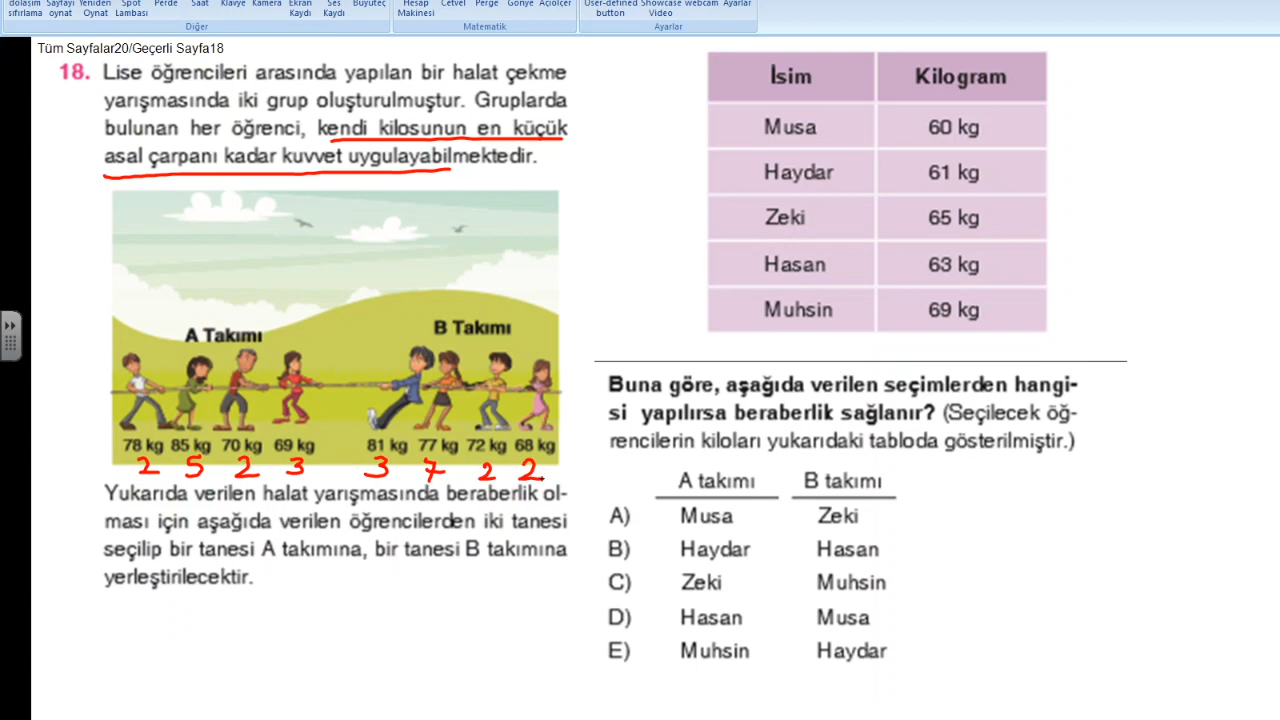 dolaşım Sayfayı Yeniden Spot Perde Saat Klavye Kamera Ekran Ses Büyüteç
sıfırlama oynat Oynat Lambası Kaydı Kaydı
Hesap Cetvel Perge Gönye Açıölçer
Makinesi
User-defined Showcase webcam Ayarlar
button Video
Diğer Matematik Ayarlar
Tüm Sayfalar20/Geçerli Sayfa18
18. Lise öğrencileri arasında yapılan bir halat çekme
yarışmasında iki grup oluşturulmuştur. Gruplarda
bulunan her öğrenci, kendi kilosunun en küçük
asal çarpanı kadar kuvvet uygulayabilmektedir.
A Takımı B Takımı
78 kg 85 kg 70 kg 69 kg 81 kg 77 kg 72 kg 68 kg
2 5 2 3 3 7 2 2
Yukarıda verilen halat yarışmasında beraberlik ol-
ması için aşağıda verilen öğrencilerden iki tanesi
seçilip bir tanesi A takımına, bir tanesi B takımına
yerleştirilecektir.
İsim Kilogram
Musa 60 kg
Haydar 61 kg
Zeki 65 kg
Hasan 63 kg
Muhsin 69 kg
Buna göre, aşağıda verilen seçimlerden hangi-
si yapılırsa beraberlik sağlanır? (Seçilecek öğ-
rencilerin kiloları yukarıdaki tabloda gösterilmiştir.)
A takımı B takımı
A) Musa Zeki
B) Haydar Hasan
C) Zeki Muhsin
D) Hasan Musa
E) Muhsin Haydar